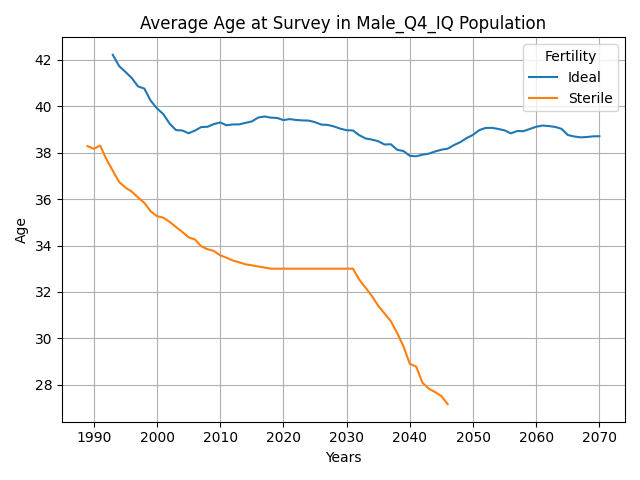 Average Age at Survey in Male_Q4_IQ Population
Fertility
Ideal
Sterile
Age
42
40
38
36
34
32
30
28
1990 2000 2010 2020 2030 2040 2050 2060 2070
Years